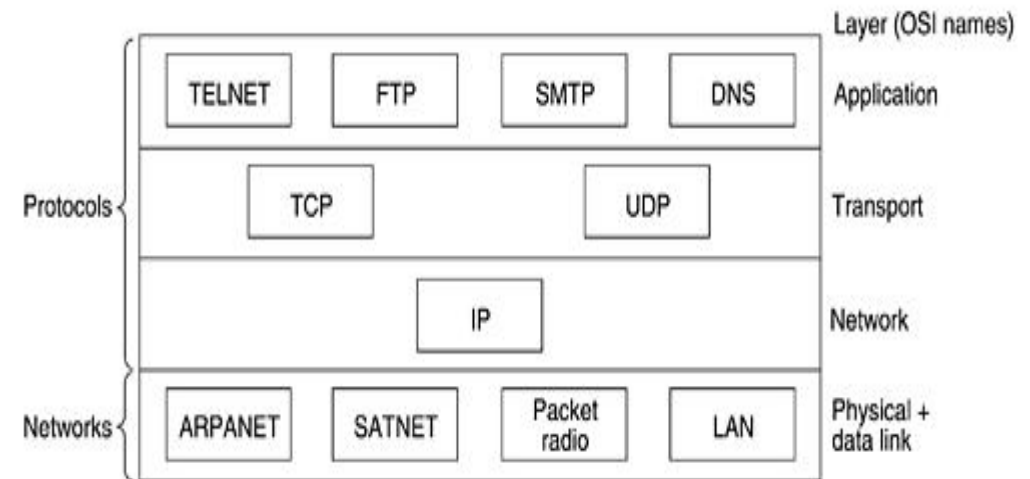 Layer (OSI names)
TELNET FTP SMTP DNS Application
Protocols TCP UDP Transport
IP Network
Networks ARPANET SATNET Packet radio LAN Physical +
data link